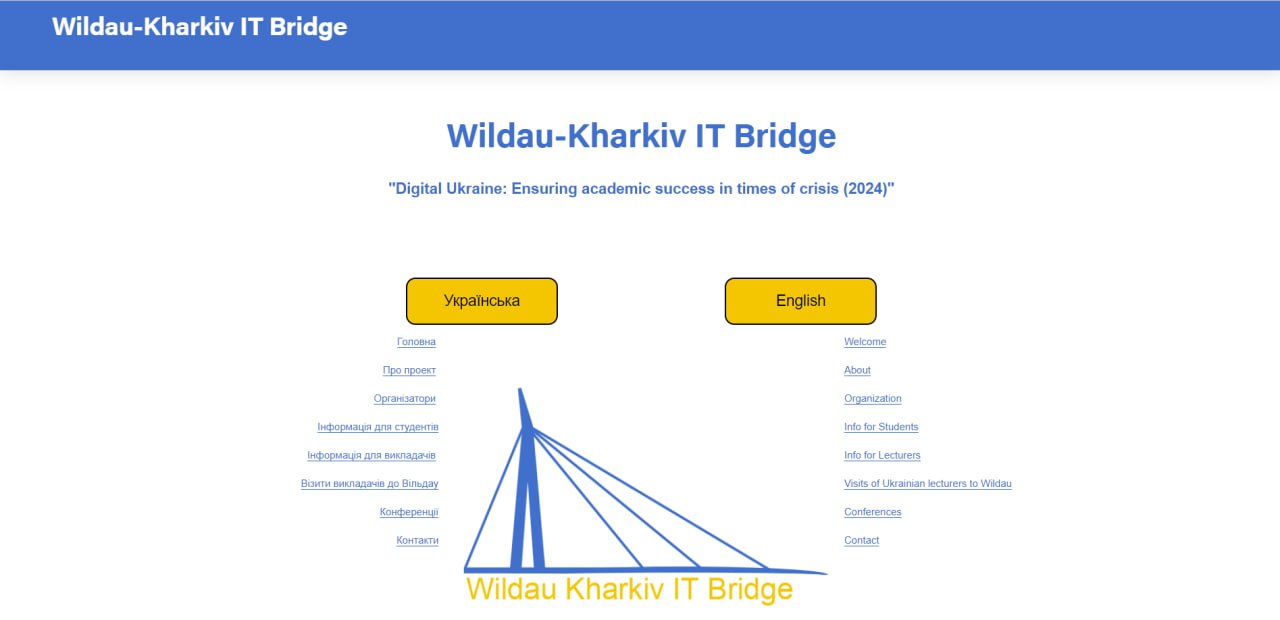 Wildau-Kharkiv IT Bridge
Wildau-Kharkiv IT Bridge
"Digital Ukraine: Ensuring academic success in times of crisis (2024)"
Українська
English
Головна
Про проект
Організатори
Інформація для студентів
Інформація для викладачів
Візити викладачів до Вільдау
Конференції
Контакти
Welcome
About
Organization
Info for Students
Info for Lecturers
Visits of Ukrainian lecturers to Wildau
Conferences
Contact
Wildau Kharkiv IT Bridge